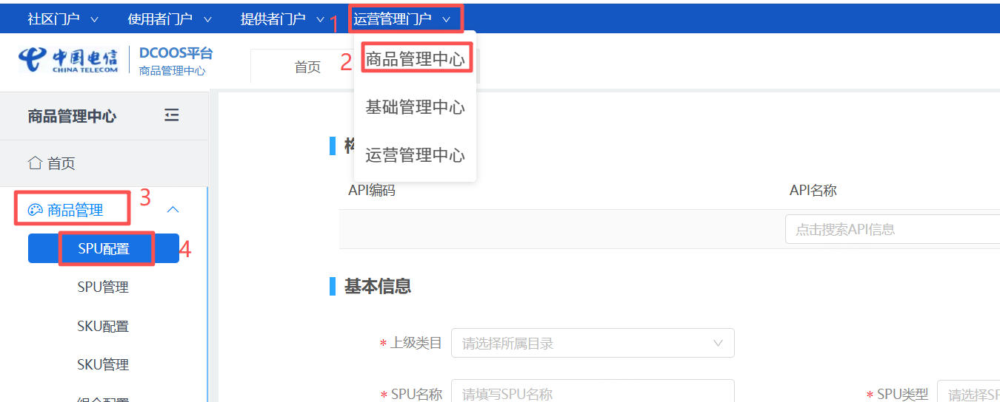 社区门户 使用者门户 提供者门户 1 运营管理门户
中国电信 CHINA TELECOM DCOOS平台 商品管理中心
首页 2 商品管理中心
基础管理中心
运营管理中心
商品管理中心
首页
API编码 API名称
商品管理 3
点击搜索API信息
SPU配置 4
SPU管理
基本信息
SKU配置
* 上级类目 请选择所属目录
SKU管理
* SPU名称 请填写SPU名称 * SPU类型 请选择SP